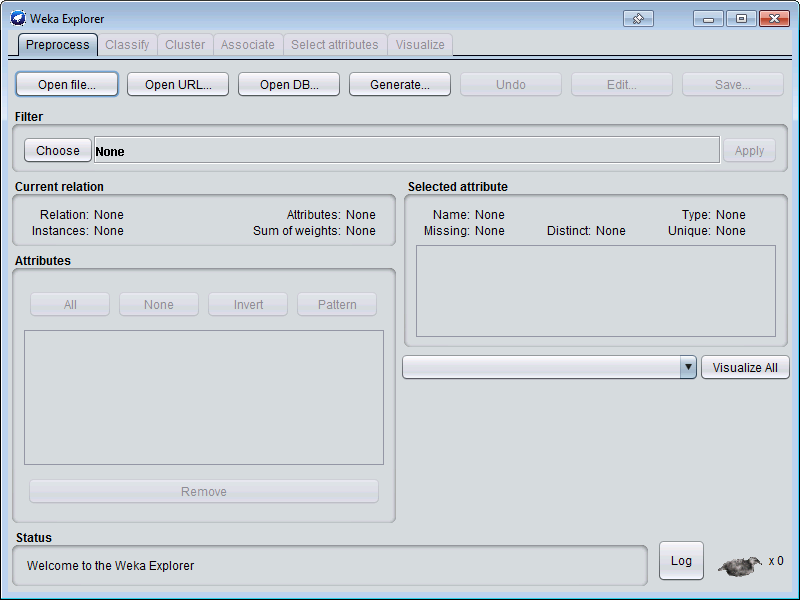 Weka Explorer
Preprocess Classify Cluster Associate Select attributes Visualize
Open file... Open URL... Open DB... Generate... Undo Edit... Save...
Filter
Choose None Apply
Current relation
Relation: None Attributes: None
Instances: None Sum of weights: None
Selected attribute
Name: None Type: None
Missing: None Distinct: None Unique: None
Attributes
All None Invert Pattern
Visualize All
Remove
Status
Welcome to the Weka Explorer
Log x 0